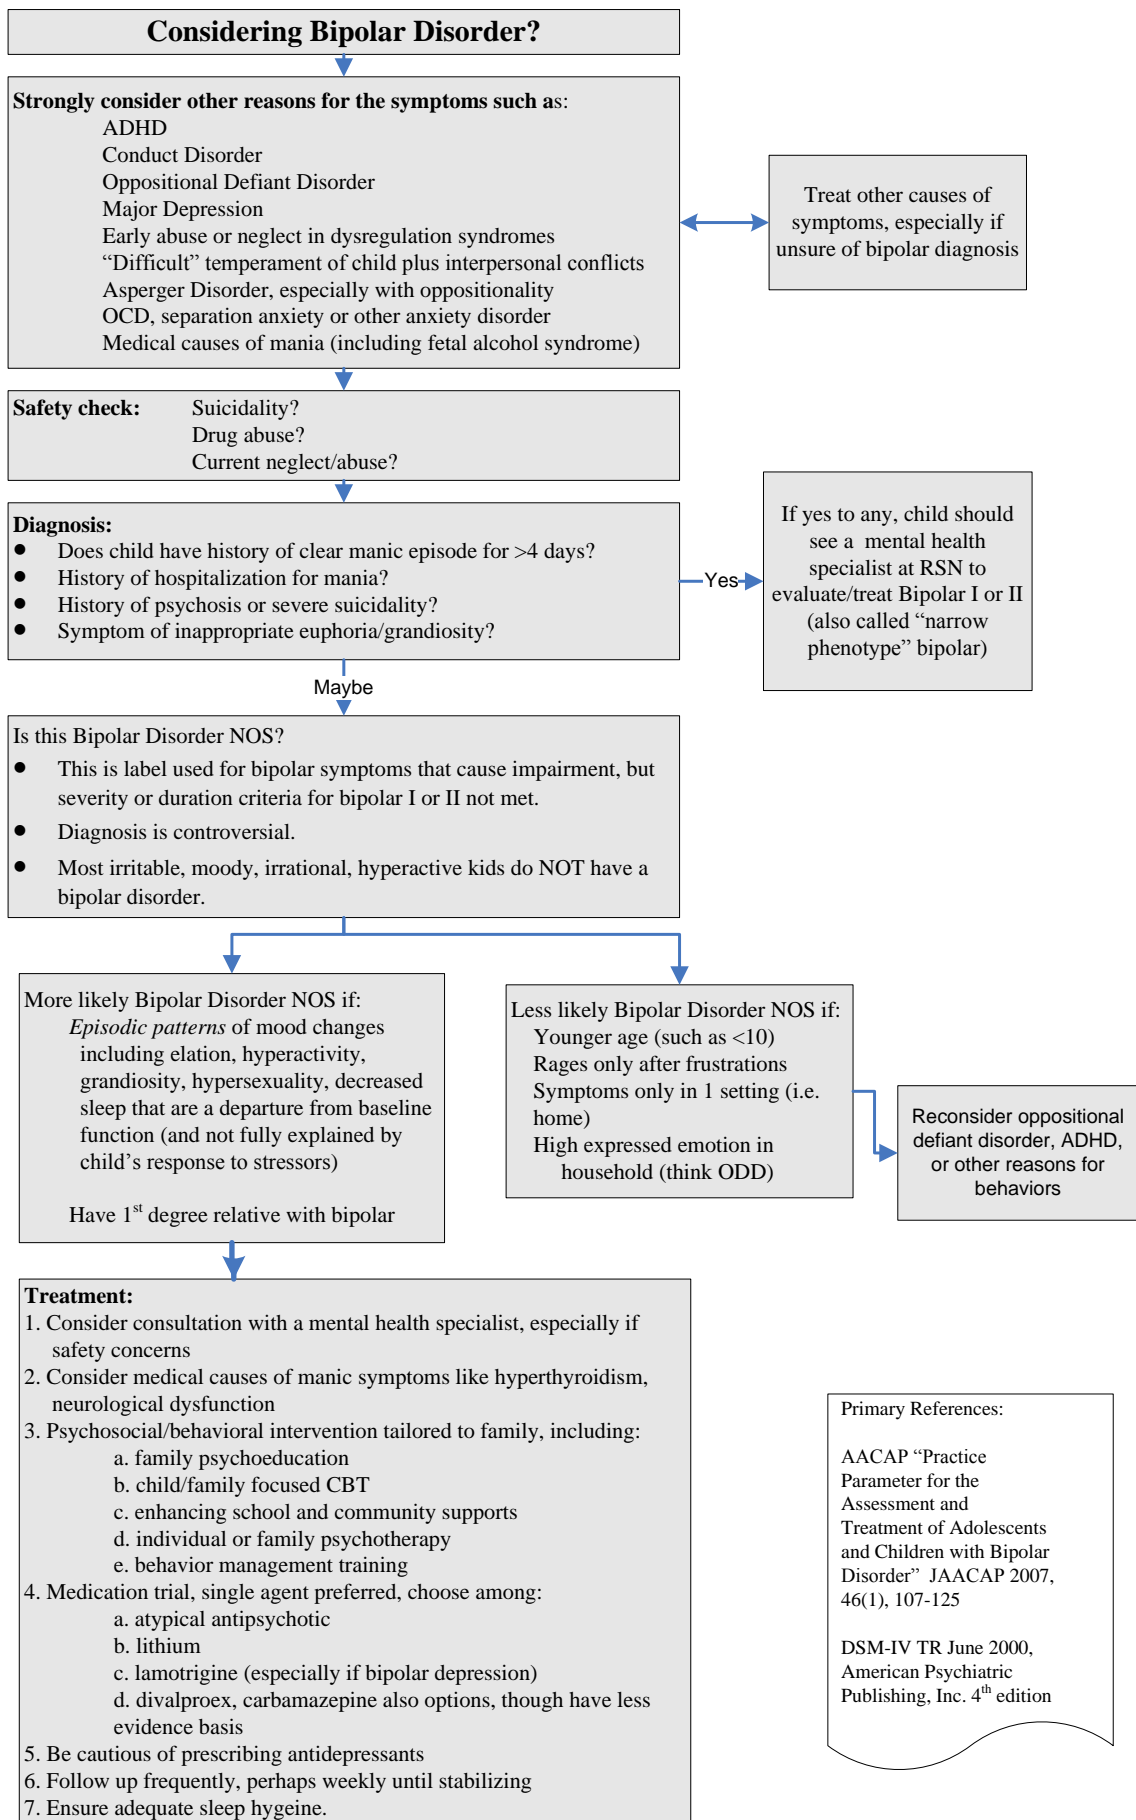 Considering Bipolar Disorder?
Strongly consider other reasons for the symptoms such as:
ADHD
Conduct Disorder
Oppositional Defiant Disorder
Major Depression
Early abuse or neglect in dysregulation syndromes
“Difficult” temperament of child plus interpersonal conflicts
Asperger Disorder, especially with oppositionality
OCD, separation anxiety or other anxiety disorder
Medical causes of mania (including fetal alcohol syndrome)
Treat other causes of
symptoms, especially if
unsure of bipolar diagnosis
Safety check: Suicidality?
Drug abuse?
Current neglect/abuse?
Diagnosis:
● Does child have history of clear manic episode for >4 days?
● History of hospitalization for mania?
● History of psychosis or severe suicidality?
● Symptom of inappropriate euphoria/grandiosity?
Yes
If yes to any, child should
see a mental health
specialist at RSN to
evaluate/treat Bipolar I or II
(also called “narrow
phenotype” bipolar)
Maybe
Is this Bipolar Disorder NOS?
● This is label used for bipolar symptoms that cause impairment, but
severity or duration criteria for bipolar I or II not met.
● Diagnosis is controversial.
● Most irritable, moody, irrational, hyperactive kids do NOT have a
bipolar disorder.
More likely Bipolar Disorder NOS if:
Episodic patterns of mood changes
including elation, hyperactivity,
grandiosity, hypersexuality, decreased
sleep that are a departure from baseline
function (and not fully explained by
child’s response to stressors)
Have 1st degree relative with bipolar
Less likely Bipolar Disorder NOS if:
Younger age (such as <10)
Rages only after frustrations
Symptoms only in 1 setting (i.e.
home)
High expressed emotion in
household (think ODD)
Reconsider oppositional
defiant disorder, ADHD,
or other reasons for
behaviors
Treatment:
1. Consider consultation with a mental health specialist, especially if
safety concerns
2. Consider medical causes of manic symptoms like hyperthyroidism,
neurological dysfunction
3. Psychosocial/behavioral intervention tailored to family, including:
a. family psychoeducation
b. child/family focused CBT
c. enhancing school and community supports
d. individual or family psychotherapy
e. behavior management training
4. Medication trial, single agent preferred, choose among:
a. atypical antipsychotic
b. lithium
c. lamotrigine (especially if bipolar depression)
d. divalproex, carbamazepine also options, though have less
evidence basis
5. Be cautious of prescribing antidepressants
6. Follow up frequently, perhaps weekly until stabilizing
7. Ensure adequate sleep hygeine.
Primary References:
AACAP “Practice
Parameter for the
Assessment and
Treatment of Adolescents
and Children with Bipolar
Disorder” JAACAP 2007,
46(1), 107-125
DSM-IV TR June 2000,
American Psychiatric
Publishing, Inc. 4th edition